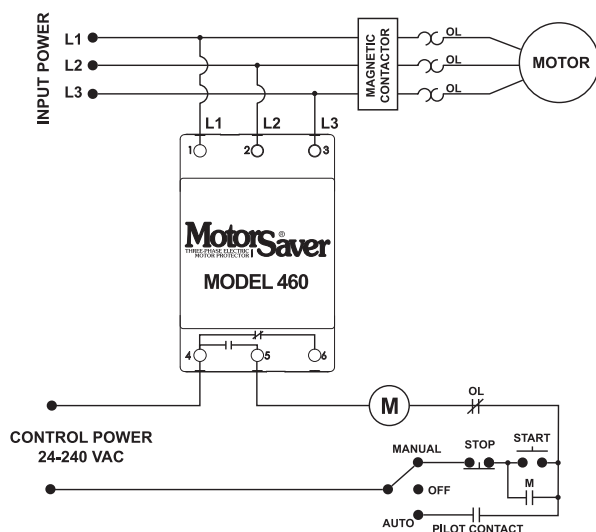 INPUT POWER
L1
L2
L3
MAGNETIC
CONTACTOR
OL
OL
OL
MOTOR
L1 L2 L3
1 2 3
MotorSaver®
THREE-PHASE ELECTRIC
MOTOR PROTECTOR
MODEL 460
4 5 6
M
OL
CONTROL POWER
24-240 VAC
MANUAL
STOP
START
M
OFF
AUTO
PILOT CONTACT